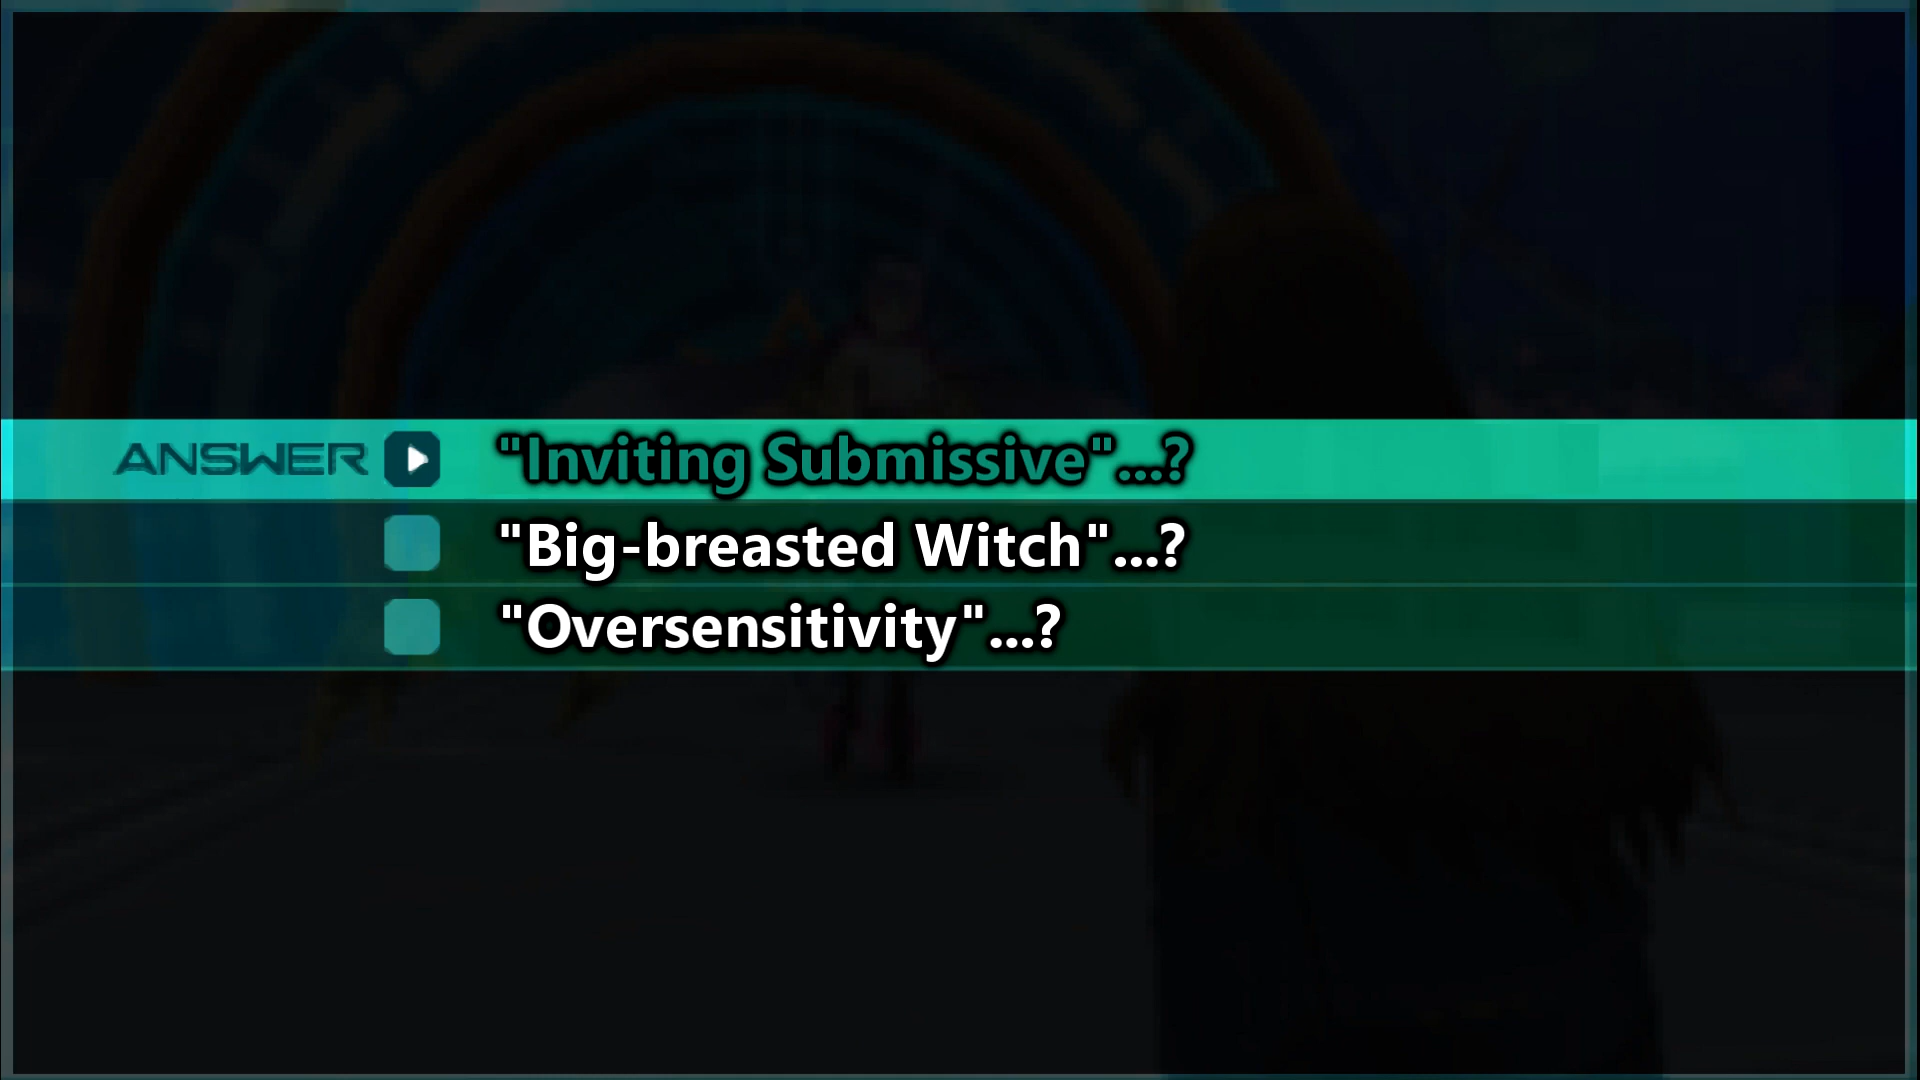 ANSWER "Inviting Submissive"...?
"Big-breasted Witch"...?
"Oversensitivity"...?